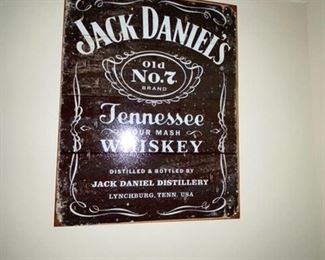 JACK DANIEL'S
Old
No.7
BRAND
Tennessee
SOUR MASH
WHISKEY
DISTILLED & BOTTLED BY
JACK DANIEL DISTILLERY
LYNCHBURG, TENN. USA